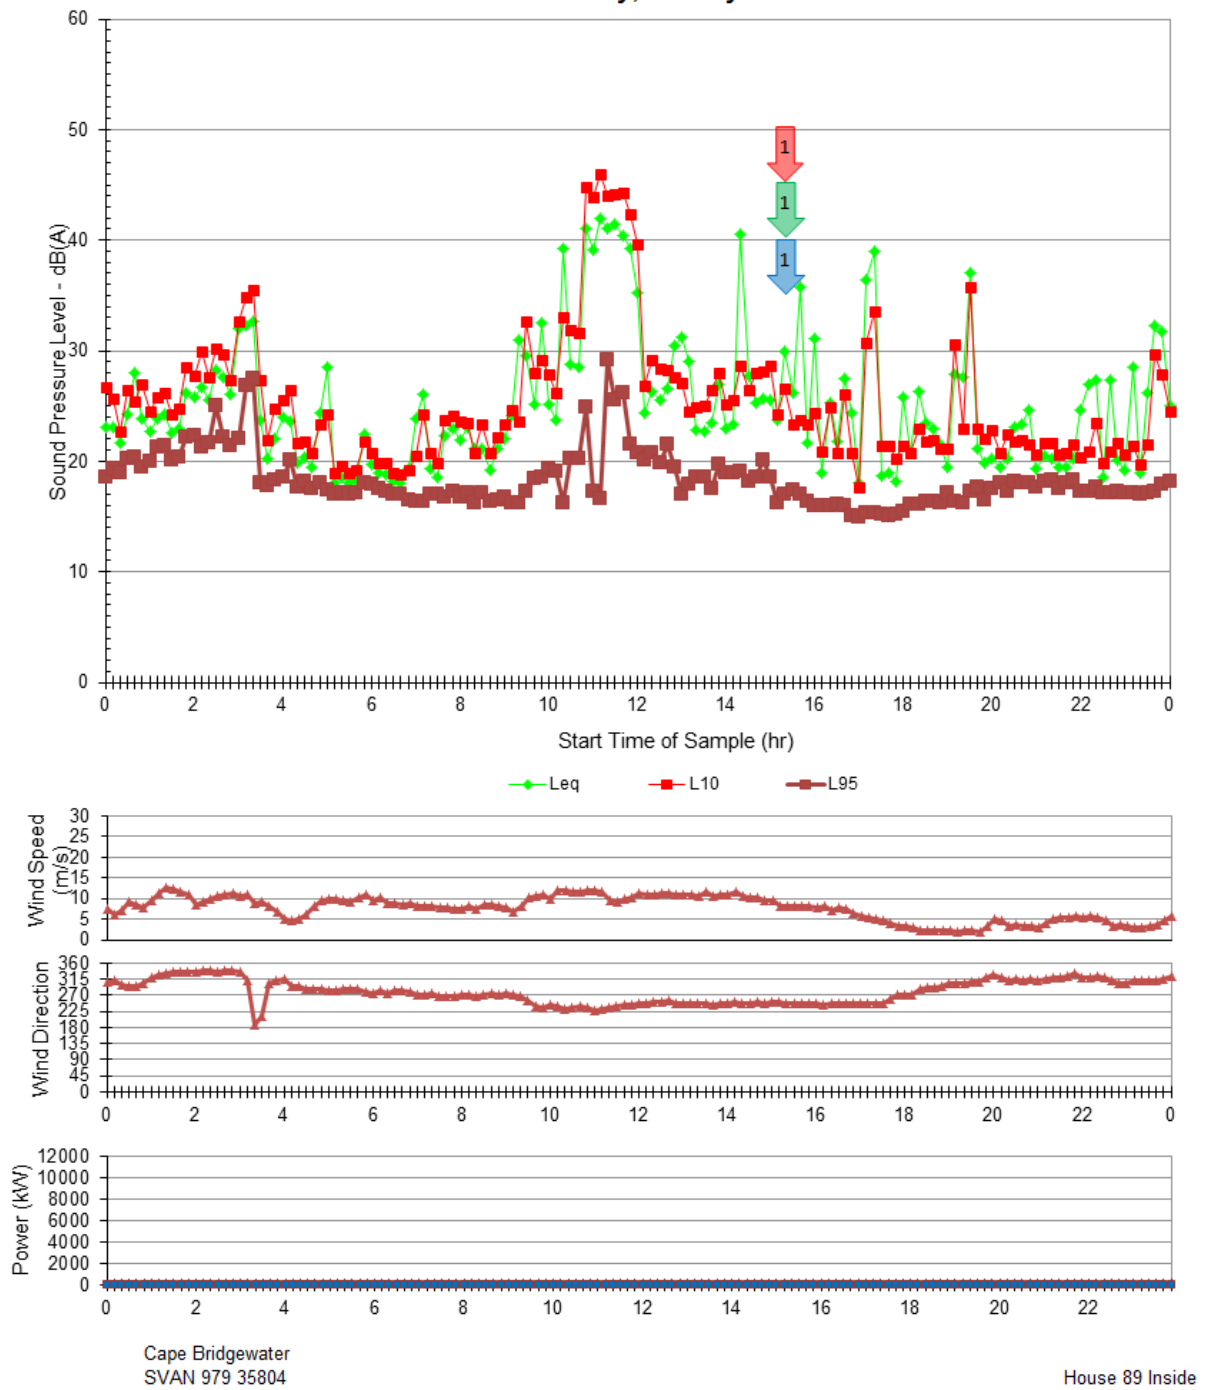 60
50
40
30
20
10
0
Sound Pressure Level - dB(A)
1
1
1
0 2 4 6 8 10 12 14 16 18 20 22 0
Start Time of Sample (hr)
Leq L10 L95
30
25
20
15
10
5
0
Wind Speed
(m/s)
360
315
270
225
180
135
90
45
0
Wind Direction
0 2 4 6 8 10 12 14 16 18 20 22 0
12000
10000
8000
6000
4000
2000
0
Power (kW)
0 2 4 6 8 10 12 14 16 18 20 22
Cape Bridgewater
SVAN 979 35804
House 89 Inside